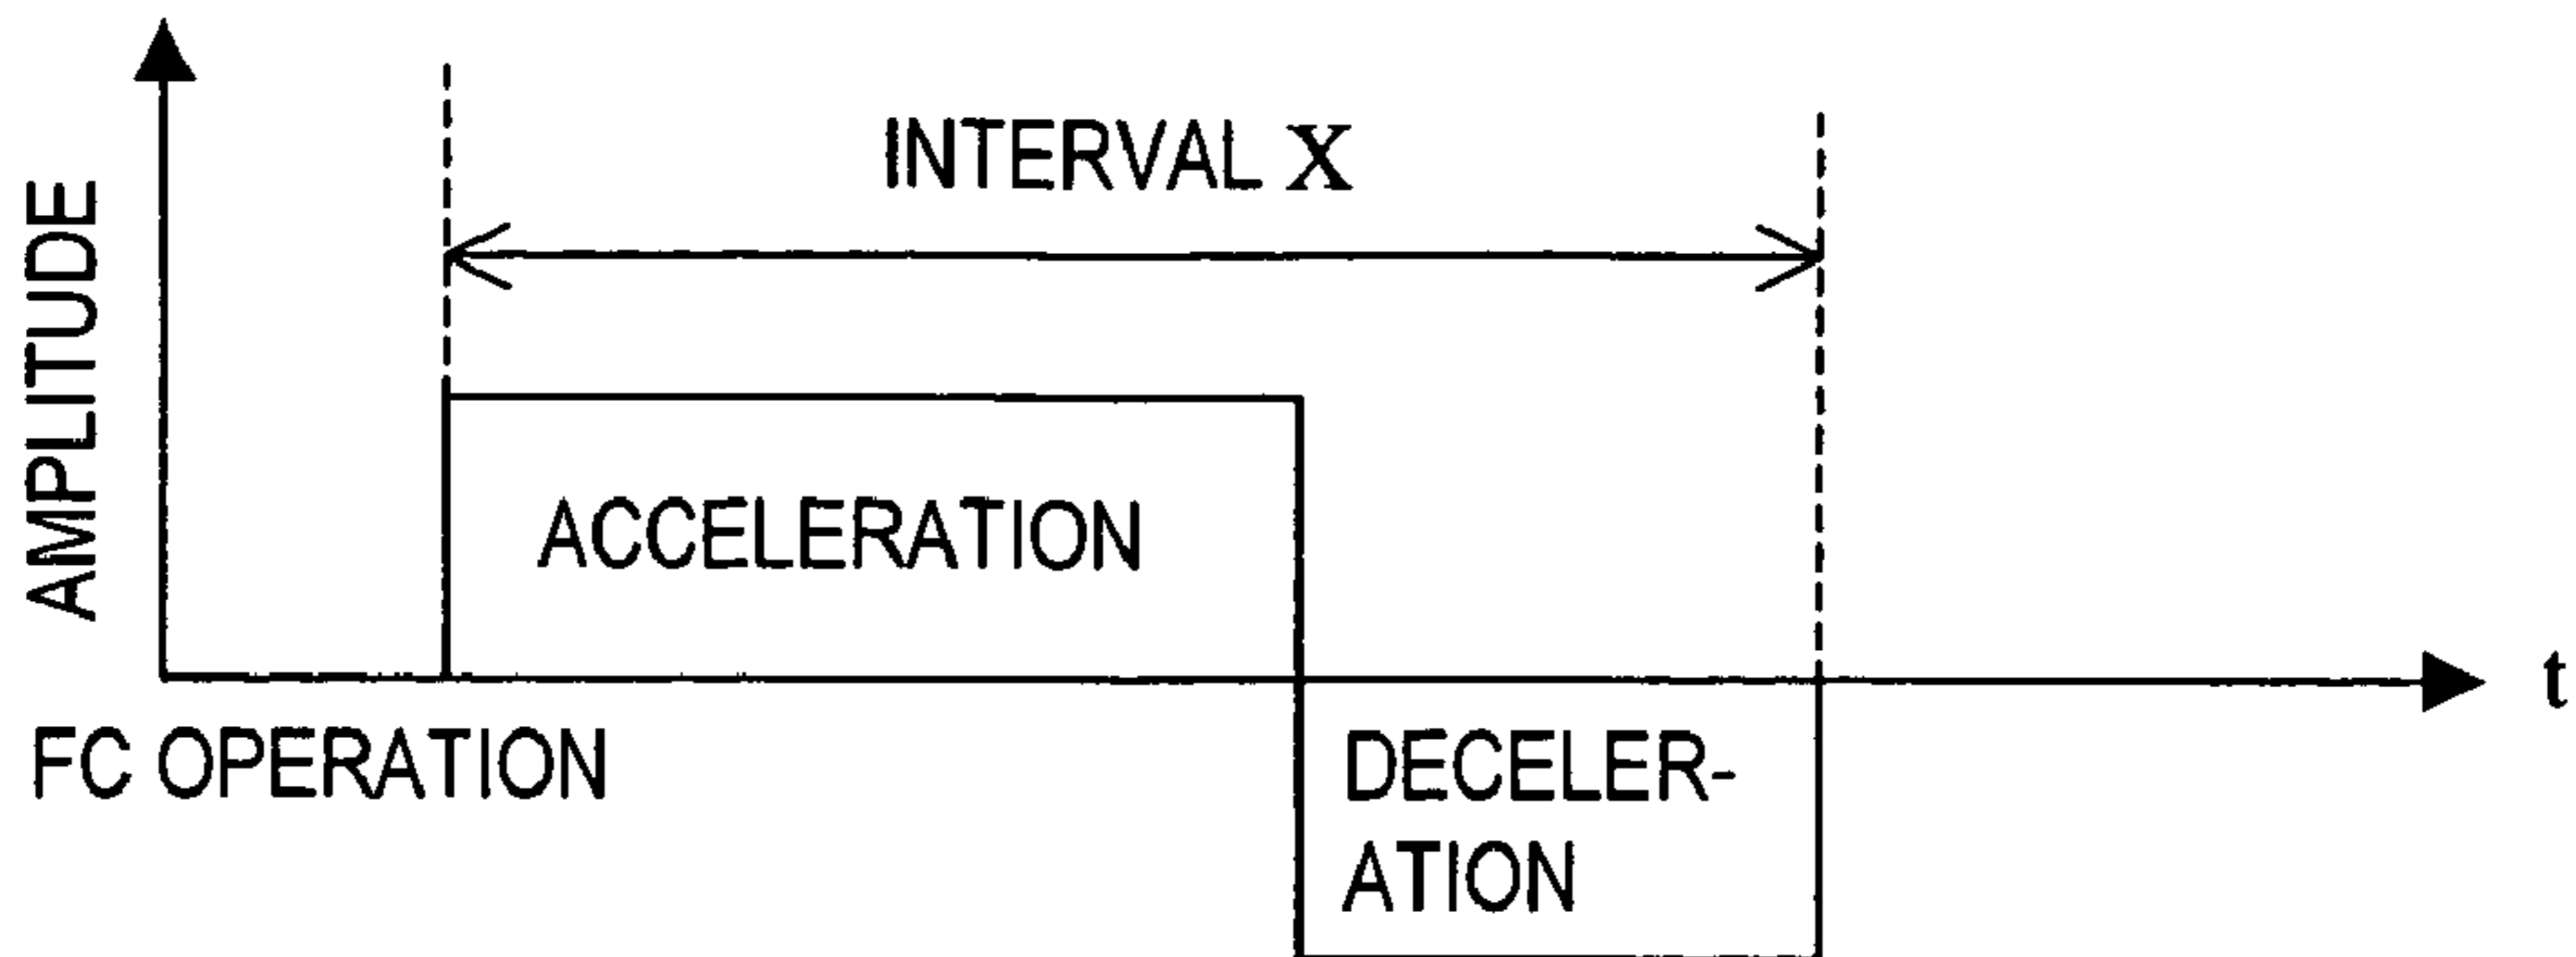 INTERVAL X
AMPLITUDE
ACCELERATION
t
FC OPERATION
DECELER-
ATION